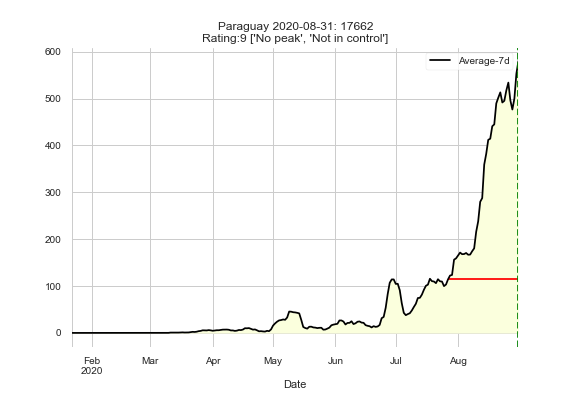 Paraguay 2020-08-31: 17662
Rating:9 ['No peak', 'Not in control']
Average-7d
600
500
400
300
200
100
0
Feb
2020
Mar
Apr
May
Jun
Jul
Aug
Date